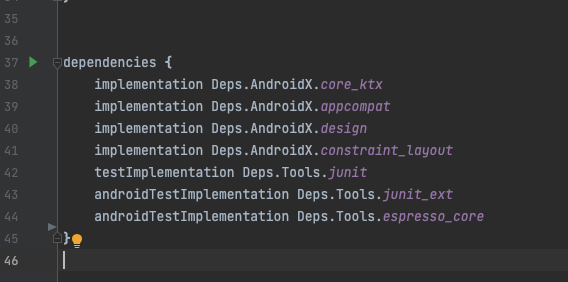 35
36
37 dependencies {
38 implementation Deps.AndroidX.core_ktx
39 implementation Deps.AndroidX.appcompat
40 implementation Deps.AndroidX.design
41 implementation Deps.AndroidX.constraint_layout
42 testImplementation Deps.Tools.junit
43 androidTestImplementation Deps.Tools.junit_ext
44 androidTestImplementation Deps.Tools.espresso_core
45 }
46